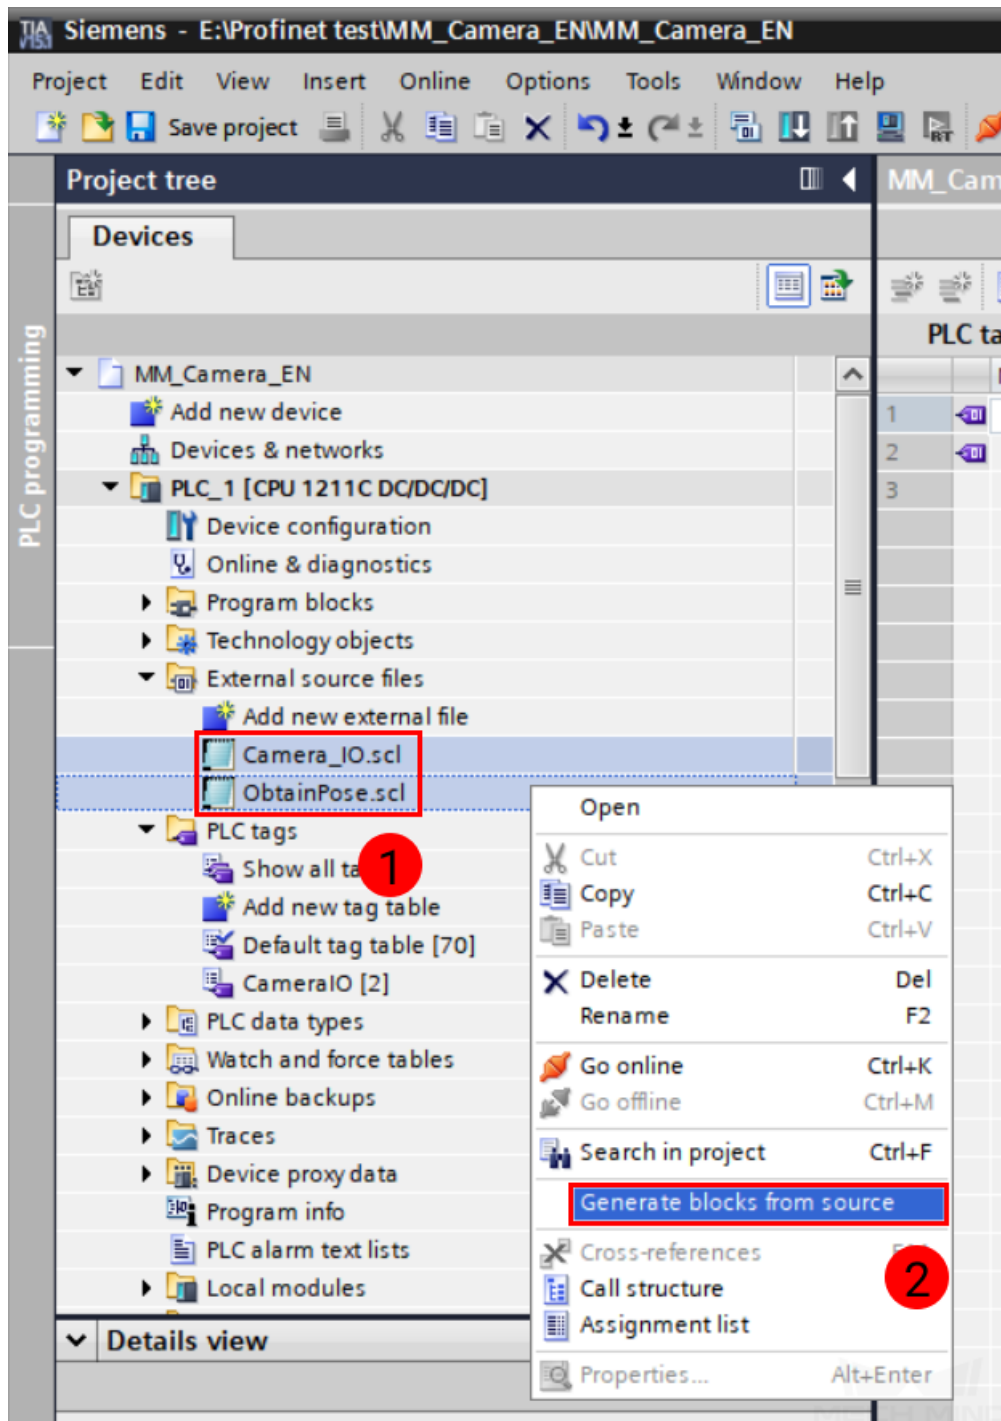 TIA V15.1 Siemens - E:\Profinet test\MM_Camera_EN\MM_Camera_EN
Project Edit View Insert Online Options Tools Window Help
Save project
RT
Project tree
MM_Cam
Devices
PLC programming
PLC ta
MM_Camera_EN
Add new device
1
Devices & networks
2
PLC_1 [CPU 1211C DC/DC/DC]
3
Device configuration
Online & diagnostics
Program blocks
Technology objects
External source files
Add new external file
Camera_IO.scl
ObtainPose.scl
PLC tags
Show all ta
1
Add new tag table
Default tag table [70]
CameraIO [2]
PLC data types
Watch and force tables
Online backups
Traces
Device proxy data
Program info
PLC alarm text lists
Local modules
Details view
Open
Cut Ctrl+X
Copy Ctrl+C
Paste Ctrl+V
Delete Del
Rename F2
Go online Ctrl+K
Go offline Ctrl+M
Search in project Ctrl+F
Generate blocks from source
Cross-references
2
Call structure
Assignment list
Properties... Alt+Enter